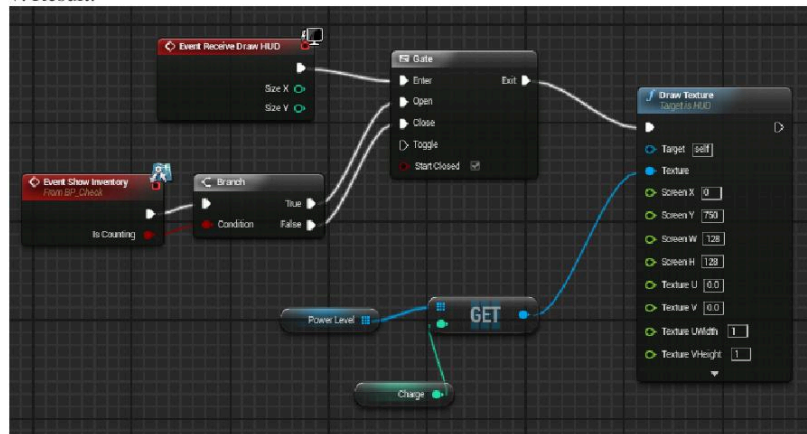 Event Receive Draw HUD
Size X
Size Y
Gate
Enter
Exit
Open
Close
Toggle
Start Closed
Draw Texture
Target is HUD
Target self
Texture
Screen X 0
Screen Y 750
Screen W 128
Screen H 128
Texture U 0.0
Texture V 0.0
Texture UWidth 1
Texture VHeight 1
Event Show Inventory
From BP_Check
Is Counting
Branch
True
Condition
False
Power Level
GET
Charge